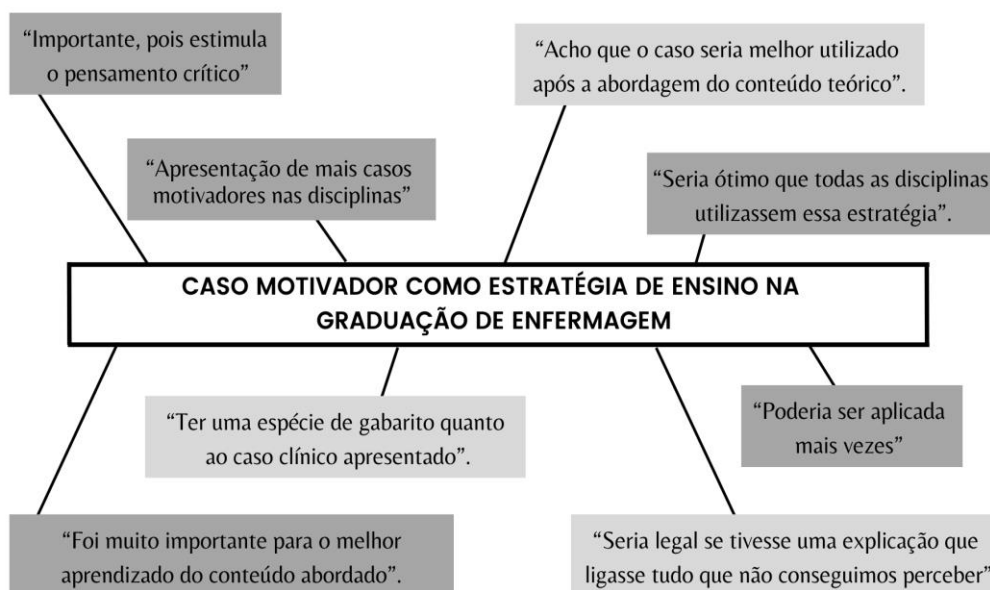 “Importante, pois estimula
o pensamento crítico”
“Acho que o caso seria melhor utilizado
após a abordagem do conteúdo teórico”.
“Apresentação de mais casos
motivadores nas disciplinas”
“Seria ótimo que todas as disciplinas
utilizassem essa estratégia”.
CASO MOTIVADOR COMO ESTRATÉGIA DE ENSINO NA
GRADUAÇÃO DE ENFERMAGEM
“Ter uma espécie de gabarito quanto
ao caso clínico apresentado”.
“Poderia ser aplicada
mais vezes”
“Foi muito importante para o melhor
aprendizado do conteúdo abordado”.
“Seria legal se tivesse uma explicação que
ligasse tudo que não conseguimos perceber”